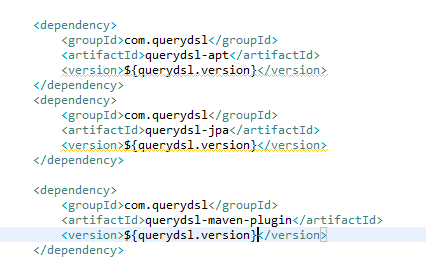 <dependency>
<groupId>com.querydsl</groupId>
<artifactId>querydsl-apt</artifactId>
<version>${querydsl.version}</version>
</dependency>
<dependency>
<groupId>com.querydsl</groupId>
<artifactId>querydsl-jpa</artifactId>
<version>${querydsl.version}</version>
</dependency>
<dependency>
<groupId>com.querydsl</groupId>
<artifactId>querydsl-maven-plugin</artifactId>
<version>${querydsl.version}</version>
</dependency>